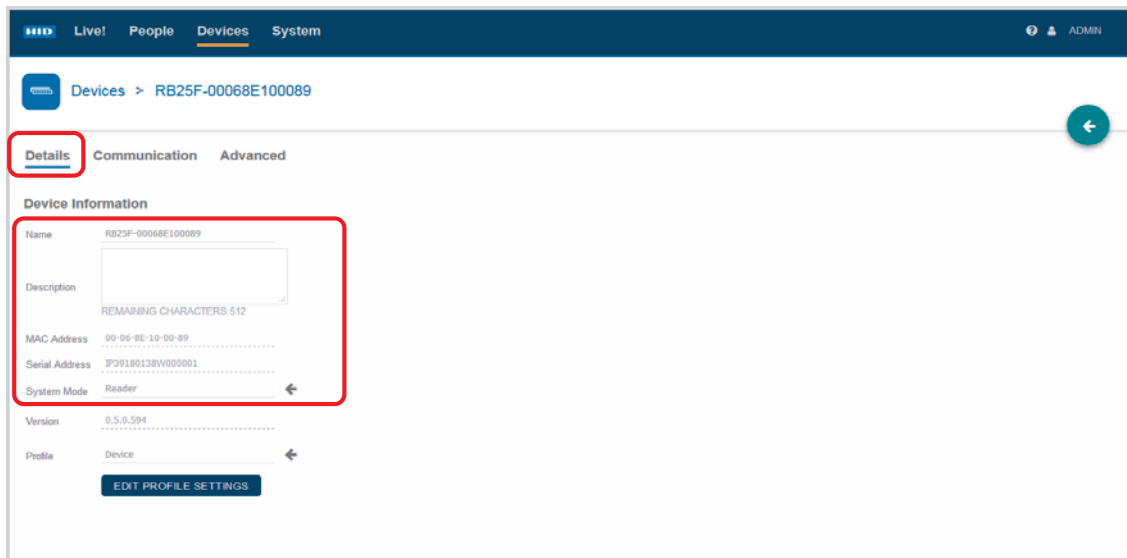 HID Live! People Devices System ADMIN
Devices > RB25F-00068E100089
Details Communication Advanced
Device Information
Name RB25F-00068E100089
Description
REMAINING CHARACTERS:512
MAC Address 00-06-8E-10-00-89
Serial Address IP39180138W000001
System Mode Reader
Version 0.5.0.594
Profile Device
EDIT PROFILE SETTINGS